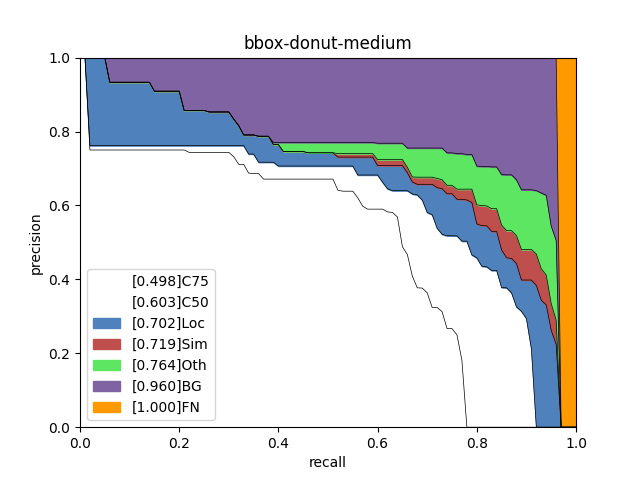 bbox-donut-medium
1.0
0.8
0.6
0.4
0.2
0.0
precision
[0.498]C75
[0.603]C50
[0.702]Loc
[0.719]Sim
[0.764]Oth
[0.960]BG
[1.000]FN
0.0 0.2 0.4 0.6 0.8 1.0
recall